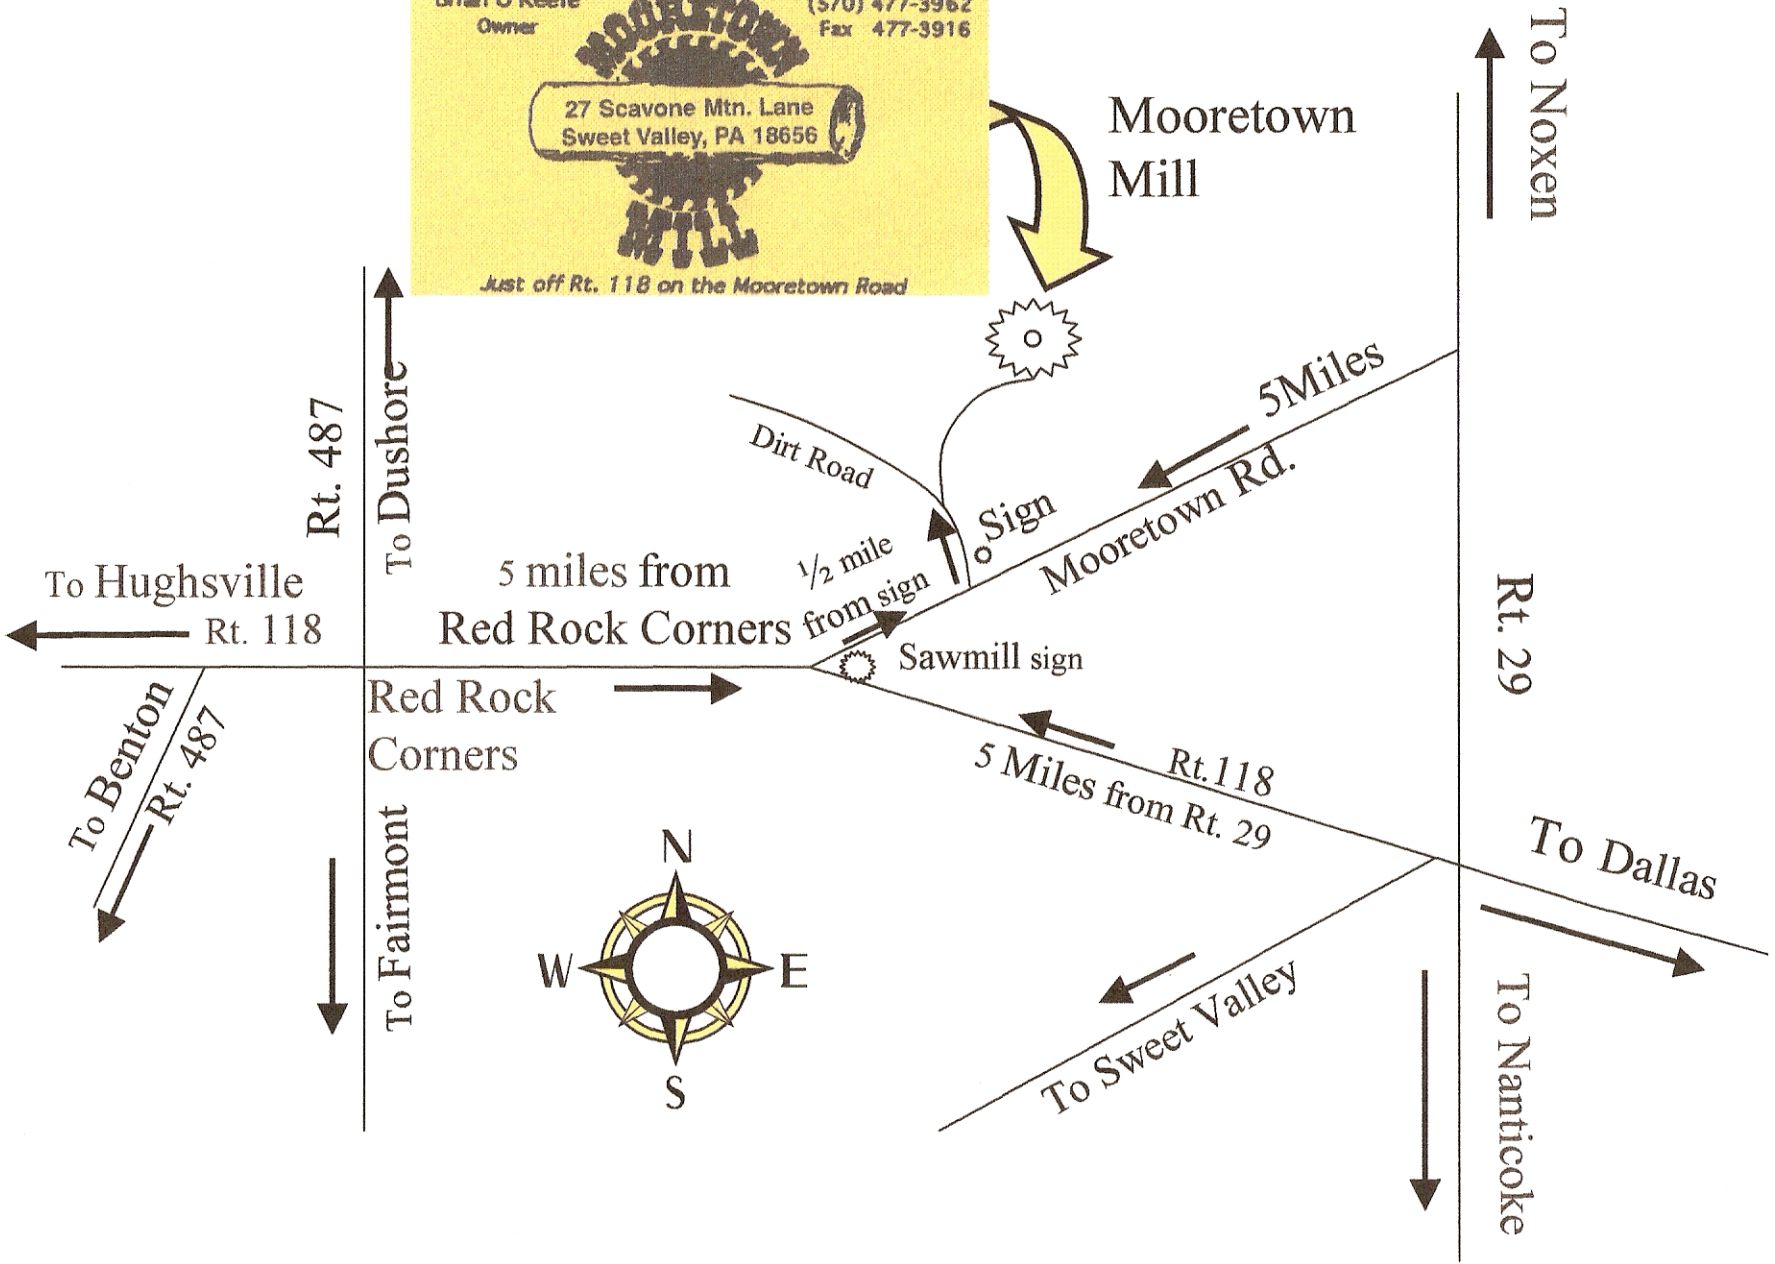 Brian O'Keefe
Owner
(570) 477-3962
Fax 477-3916
MOORETOWN
27 Scavone Mtn. Lane
Sweet Valley, PA 18656
MILL
Just off Rt. 118 on the Mooretown Road
Mooretown
Mill
To Noxen
Rt. 487
To Dushore
5Miles
Mooretown Rd.
Dirt Road
Sign
1/2 mile
from sign
To Hughsville
Rt. 118
5 miles from
Red Rock Corners
Sawmill sign
Red Rock
Corners
Rt. 29
To Benton
Rt. 487
Rt.118
5 Miles from Rt. 29
To Dallas
To Fairmont
N
W
E
S
To Sweet Valley
To Nanticoke